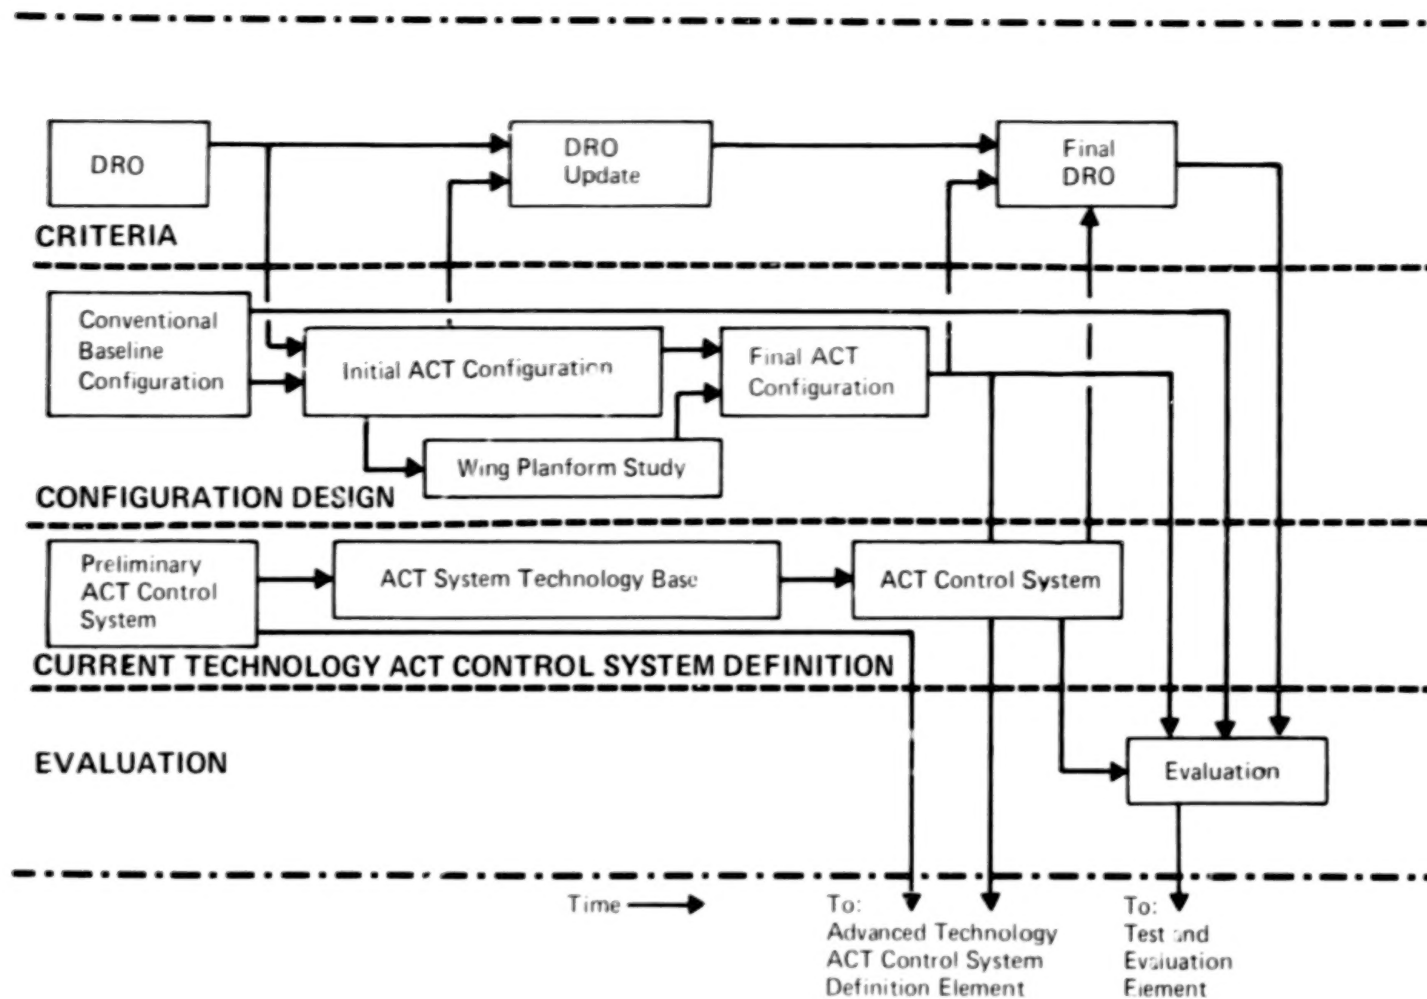 DRO
DRO
Update
Final
DRO
CRITERIA
Conventional
Baseline
Configuration
Initial ACT Configuration
Final ACT
Configuration
Wing Planform Study
CONFIGURATION DESIGN
Preliminary
ACT Control
System
ACT System Technology Base
ACT Control System
CURRENT TECHNOLOGY ACT CONTROL SYSTEM DEFINITION
EVALUATION
Evaluation
Time
To:
Advanced Technology
ACT Control System
Definition Element
To:
Test and
Evaluation
Element